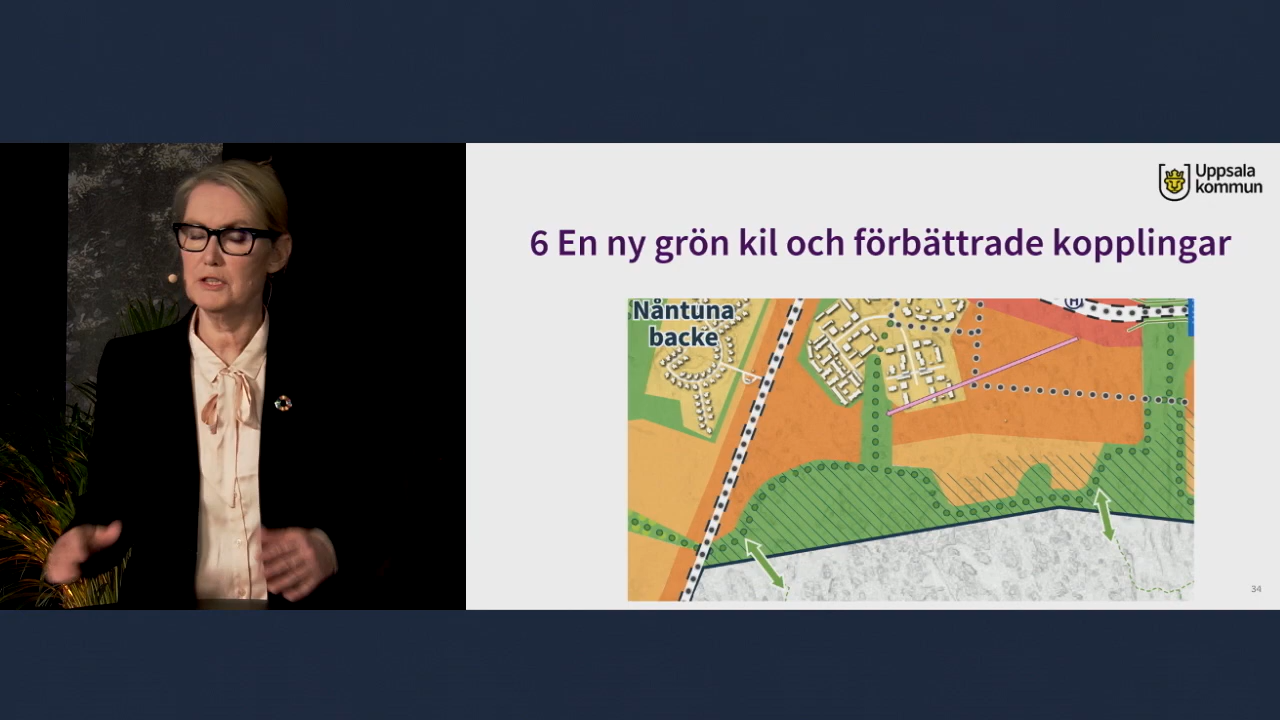 Uppsala
kommun
6 En ny grön kil och förbättrade kopplingar
Nåntuna
backe
H
34